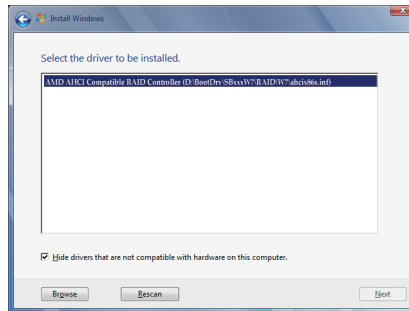 Install Windows
Select the driver to be installed.
AMD AHCI Compatible RAID Controller (D:\BootDrv\SBxxxW7\RAID\W7\ahcix86s.inf)
Hide drivers that are not compatible with hardware on this computer.
Browse Rescan Next